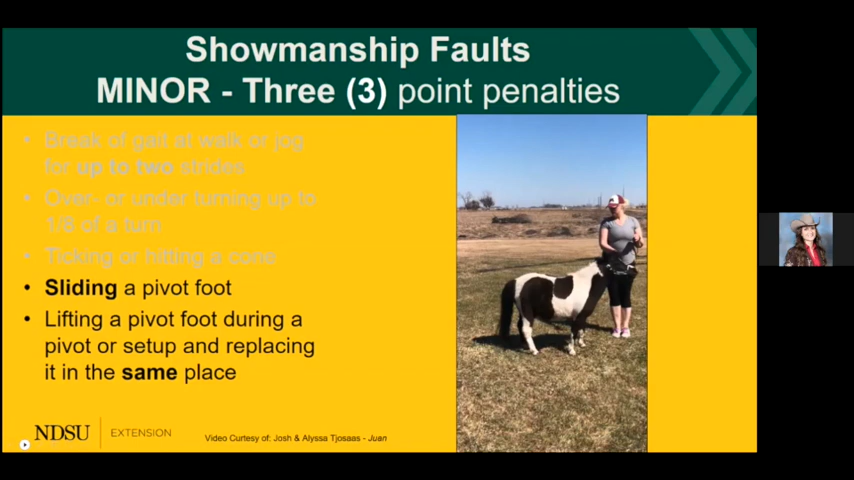 Showmanship Faults
MINOR - Three (3) point penalties
• Break of gait at walk or jog
for up to two strides
• Over- or under turning up to
1/8 of a turn
• Ticking or hitting a cone
• Sliding a pivot foot
• Lifting a pivot foot during a
pivot or setup and replacing
it in the same place
NDSU EXTENSION
Video Curtesy of: Josh & Alyssa Tjosaas - Juan